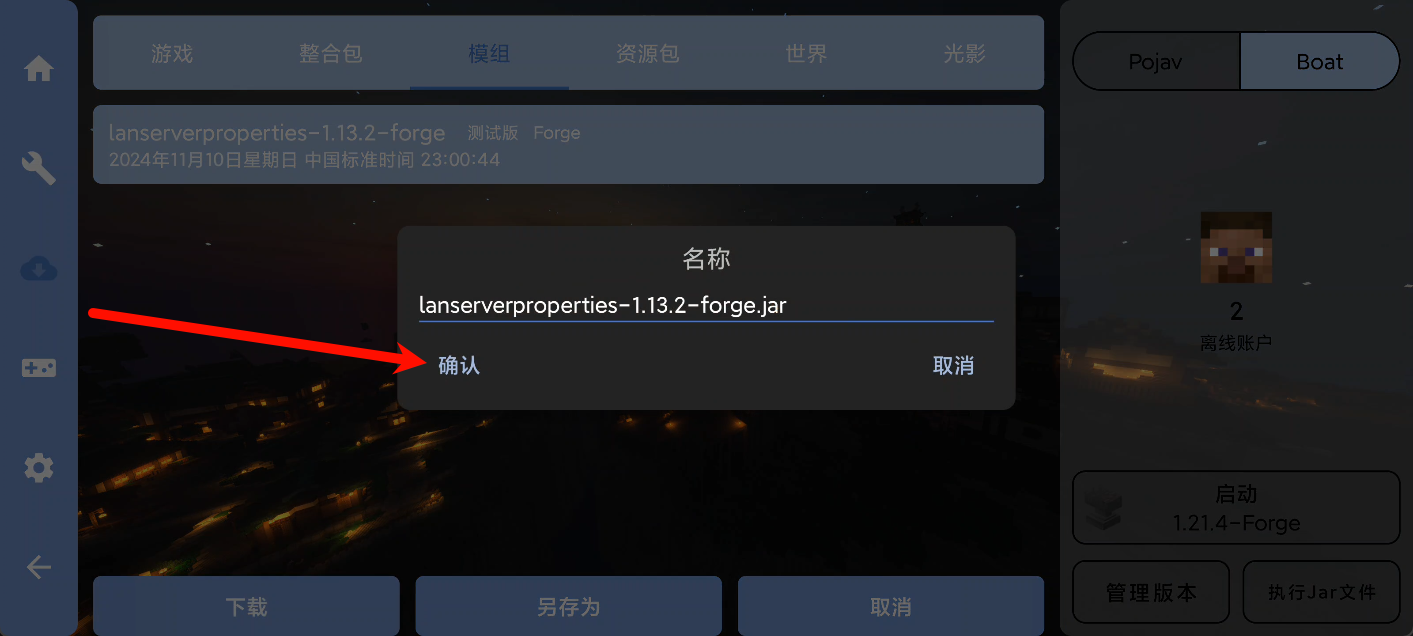 游戏 整合包 模组 资源包 世界 光影
Pojav Boat
lanserverproperties-1.13.2-forge 测试版 Forge
2024年11月10日星期日 中国标准时间 23:00:44
名称
lanserverproperties-1.13.2-forge.jar
确认 取消
2
离线账户
启动
1.21.4-Forge
下载 另存为 取消
管理版本 执行Jar文件